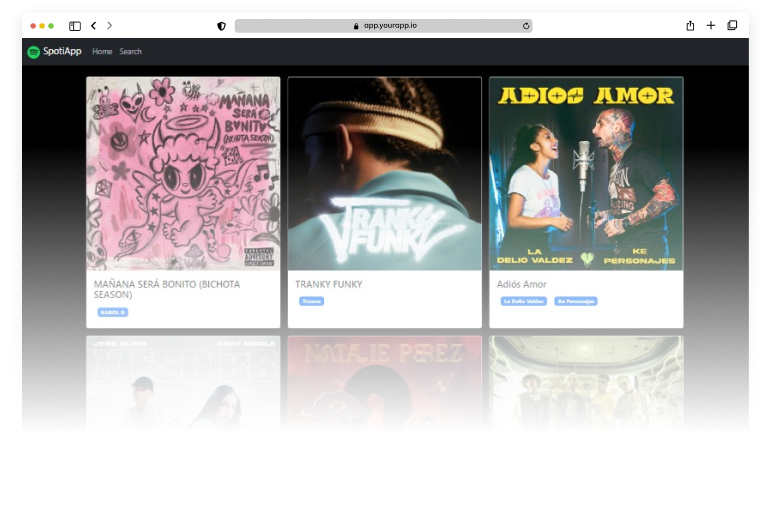 app.yourapp.io
SpotiApp
Home
Search
MAÑANA
SERÁ
BONITO
(BICHOTA
SEASON)
PARENTAL
ADVISORY
EXPLICIT CONTENT
TRANKY
FUNKY
ADIOS AMOR
LA
DELIO VALDEZ
KE
PERSONAJES
MAÑANA SERÁ BONITO (BICHOTA
SEASON)
KAROL G
TRANKY FUNKY
Trueno
Adiós Amor
La Delio Valdez
Ke Personajes
NATALIE PEREZ